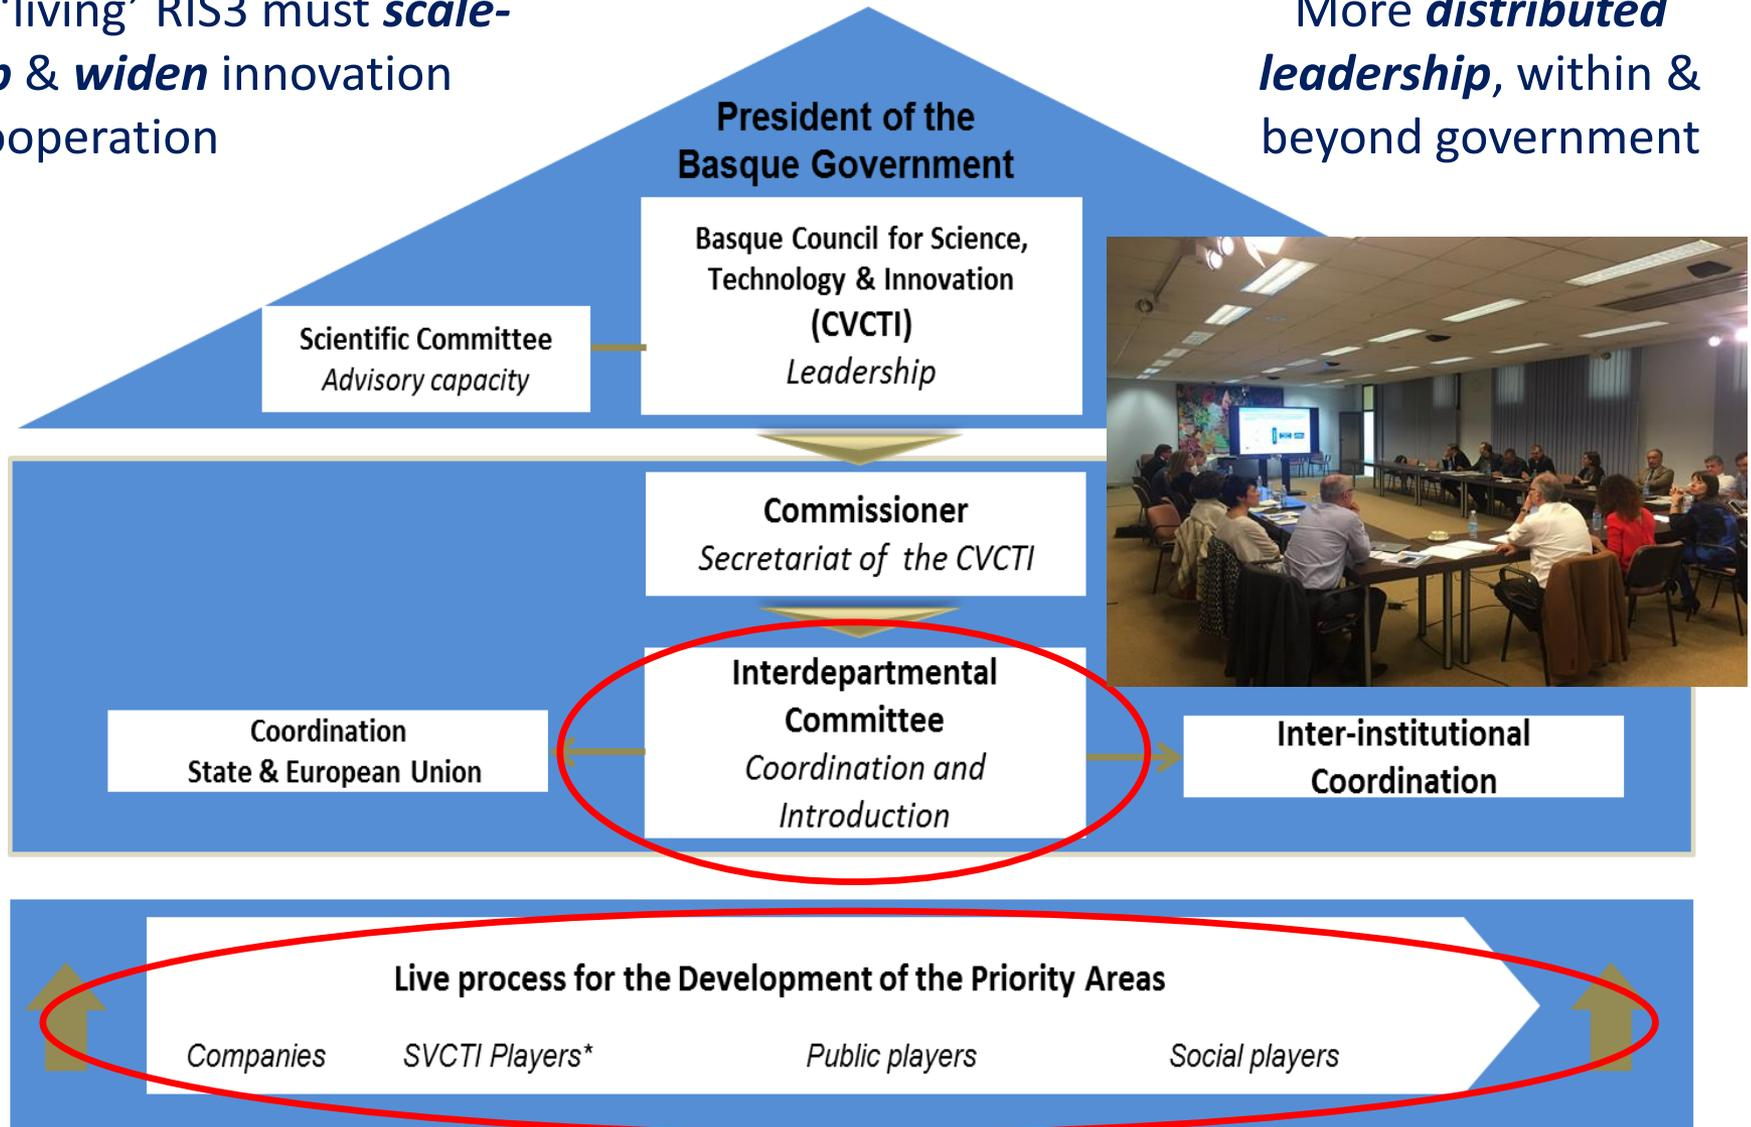 ‘living’ RIS3 must scale-
& widen innovation
More distributed
leadership, within &
beyond government
President of the
Basque Government
Basque Council for Science,
Technology & Innovation
(CVCTI)
Leadership
Scientific Committee
Advisory capacity
Commissioner
Secretariat of the CVCTI
Interdepartmental
Committee
Coordination and
Introduction
Coordination
State & European Union
Inter-institutional
Coordination
Live process for the Development of the Priority Areas
Companies SVCTI Players* Public players Social players